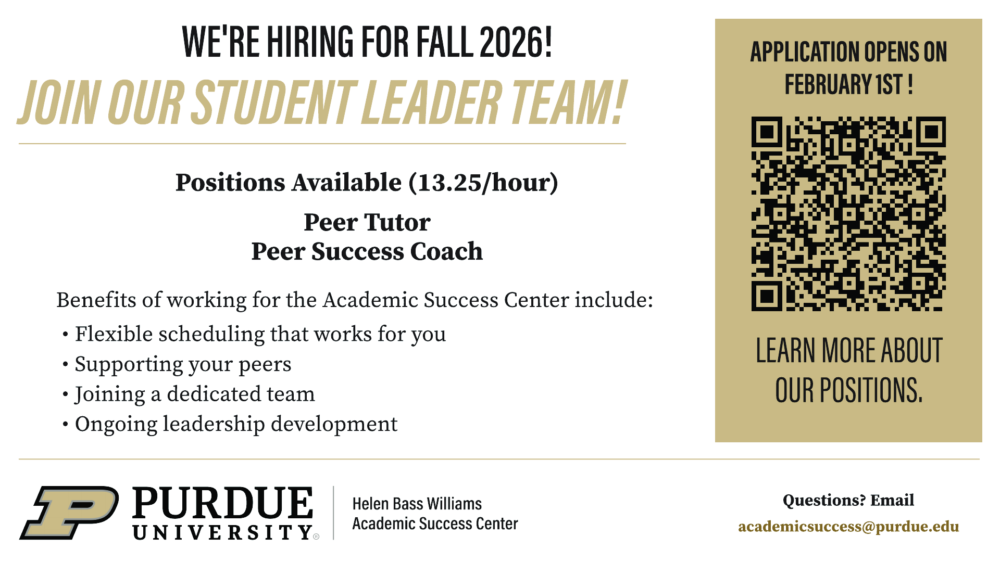 WE'RE HIRING FOR FALL 2026!
JOIN OUR STUDENT LEADER TEAM!
Positions Available (13.25/hour)
Peer Tutor
Peer Success Coach
Benefits of working for the Academic Success Center include:
• Flexible scheduling that works for you
• Supporting your peers
• Joining a dedicated team
• Ongoing leadership development
APPLICATION OPENS ON
FEBRUARY 1ST !
LEARN MORE ABOUT
OUR POSITIONS.
P PURDUE
UNIVERSITY®
Helen Bass Williams
Academic Success Center
Questions? Email
academicsuccess@purdue.edu